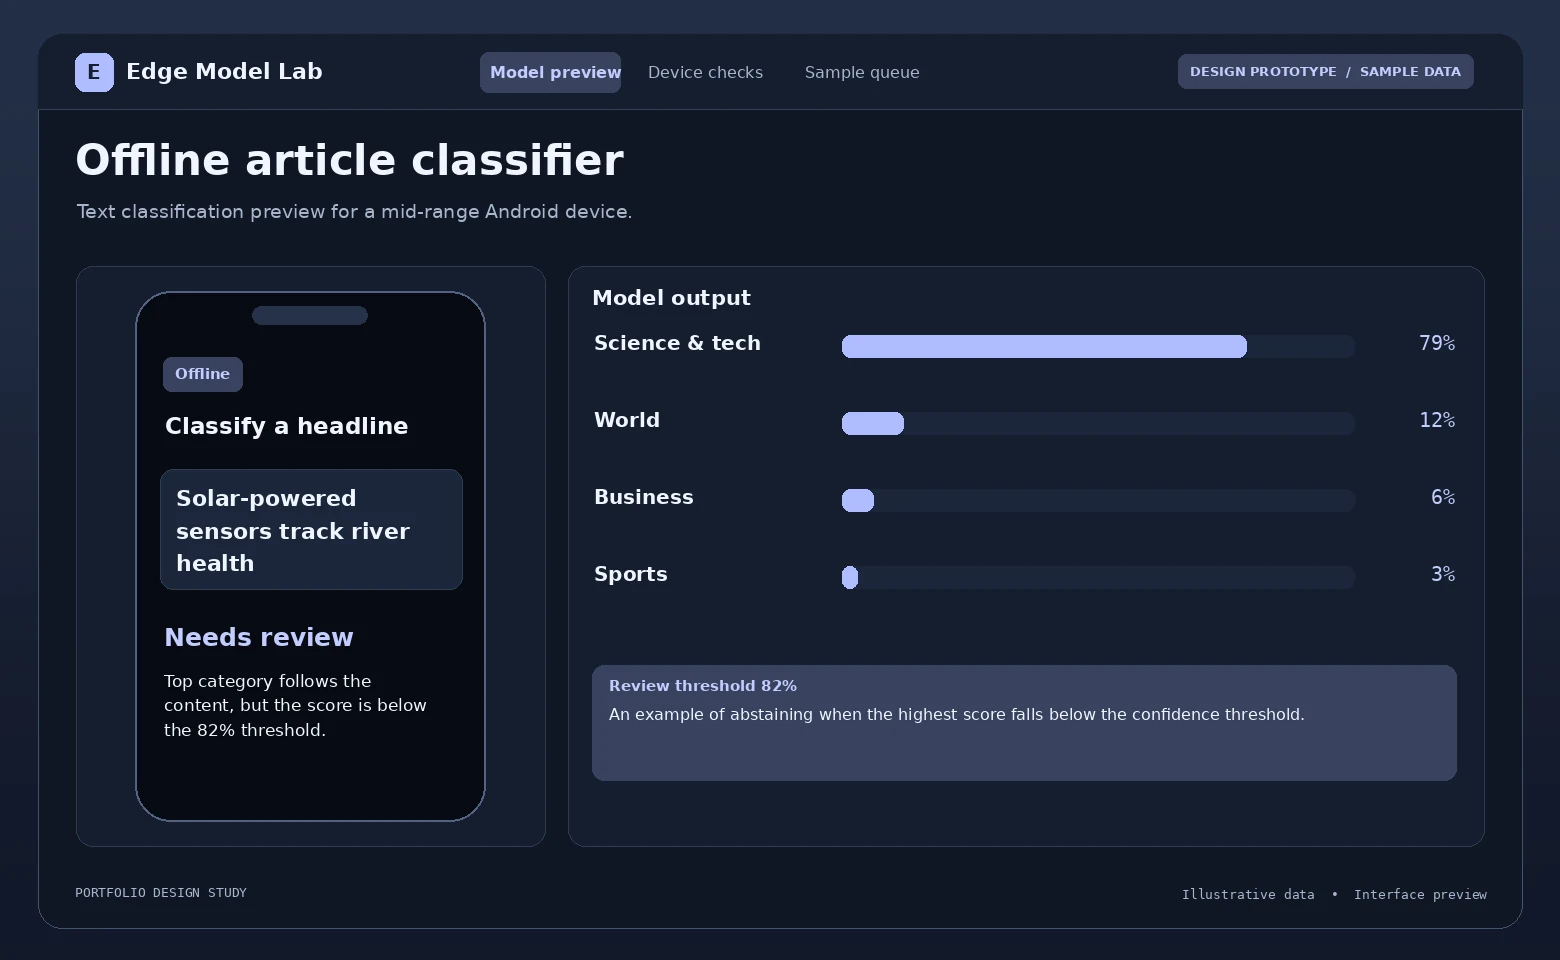 E
Edge Model Lab
Model preview
Device checks
Sample queue
DESIGN PROTOTYPE / SAMPLE DATA
Offline article classifier
Text classification preview for a mid-range Android device.
Offline
Classify a headline
Solar-powered
sensors track river
health
Needs review
Top category follows the
content, but the score is below
the 82% threshold.
Model output
Science & tech 79%
World 12%
Business 6%
Sports 3%
Review threshold 82%
An example of abstaining when the highest score falls below the confidence threshold.
PORTFOLIO DESIGN STUDY
Illustrative data • Interface preview